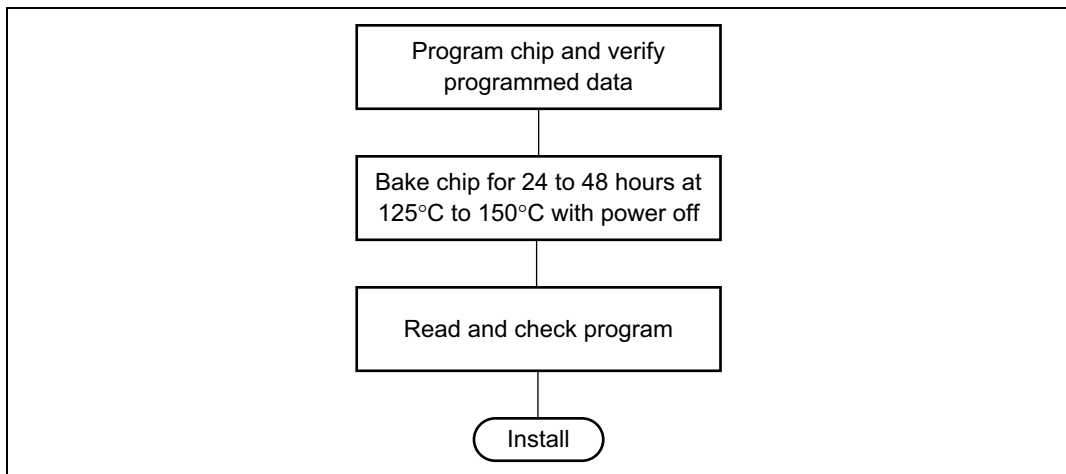 Program chip and verify
programmed data
Bake chip for 24 to 48 hours at
125°C to 150°C with power off
Read and check program
Install